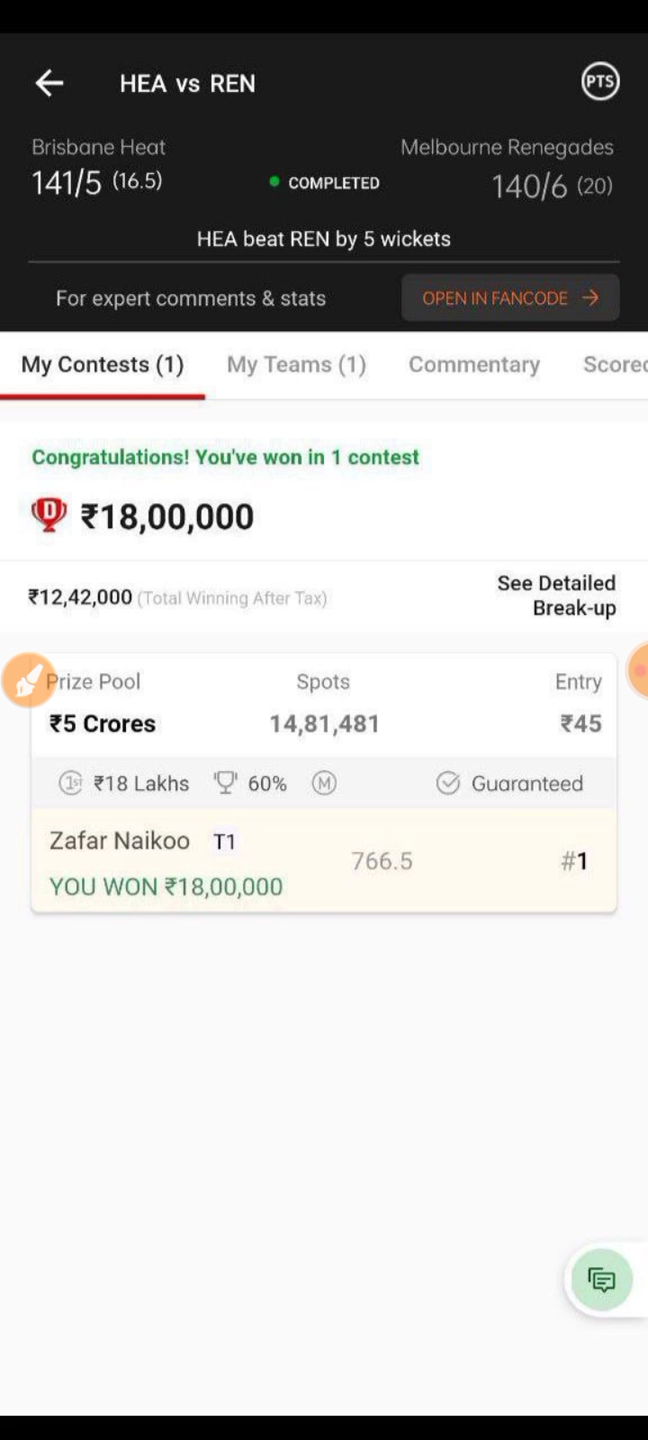 HEA vs REN
PTS
Brisbane Heat
Melbourne Renegades
141/5 (16.5)
COMPLETED
140/6 (20)
HEA beat REN by 5 wickets
For expert comments & stats
OPEN IN FANCODE
My Contests (1)
My Teams (1)
Commentary
Scorec
Congratulations! You've won in 1 contest
D
₹18,00,000
₹12,42,000 (Total Winning After Tax)
See Detailed
Break-up
Prize Pool
Spots
Entry
₹5 Crores
14,81,481
₹45
1ST ₹18 Lakhs
60%
M
Guaranteed
Zafar Naikoo T1
766.5
#1
YOU WON ₹18,00,000